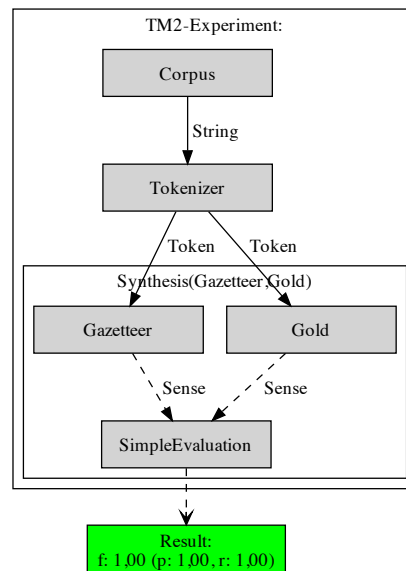 TM2-Experiment:
Corpus
String
Tokenizer
Token Token
Synthesis(Gazetteer,Gold)
Gazetteer Gold
Sense Sense
SimpleEvaluation
Result:
f: 1,00 (p: 1,00, r: 1,00)